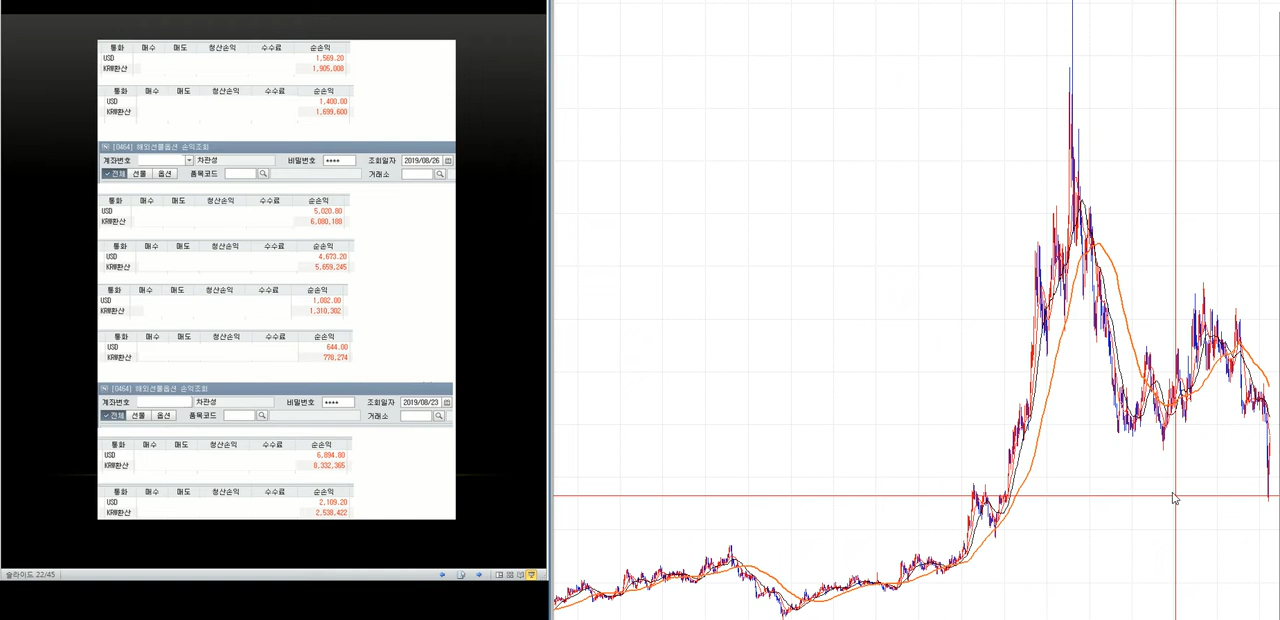 통화 매수 매도 청산손익 수수료 순손익
USD 1,569.20
KRW환산 1,905,008
통화 매수 매도 청산손익 수수료 순손익
USD 1,400.00
KRW환산 1,699,600
[0464] 해외선물옵션 손익조회
계좌번호 차판성 비밀번호 **** 조회일자 2019/08/26
전체 선물 옵션 품목코드 거래소
통화 매수 매도 청산손익 수수료 순손익
USD 5,020.80
KRW환산 6,080,188
통화 매수 매도 청산손익 수수료 순손익
USD 4,673.20
KRW환산 5,659,245
통화 매수 매도 청산손익 수수료 순손익
USD 1,082.00
KRW환산 1,310,302
통화 매수 매도 청산손익 수수료 순손익
USD 644.00
KRW환산 778,274
[0464] 해외선물옵션 손익조회
계좌번호 차판성 비밀번호 **** 조회일자 2019/08/23
전체 선물 옵션 품목코드 거래소
통화 매수 매도 청산손익 수수료 순손익
USD 6,894.80
KRW환산 8,332,365
통화 매수 매도 청산손익 수수료 순손익
USD 2,109.20
KRW환산 2,538,422
슬라이드 22/45